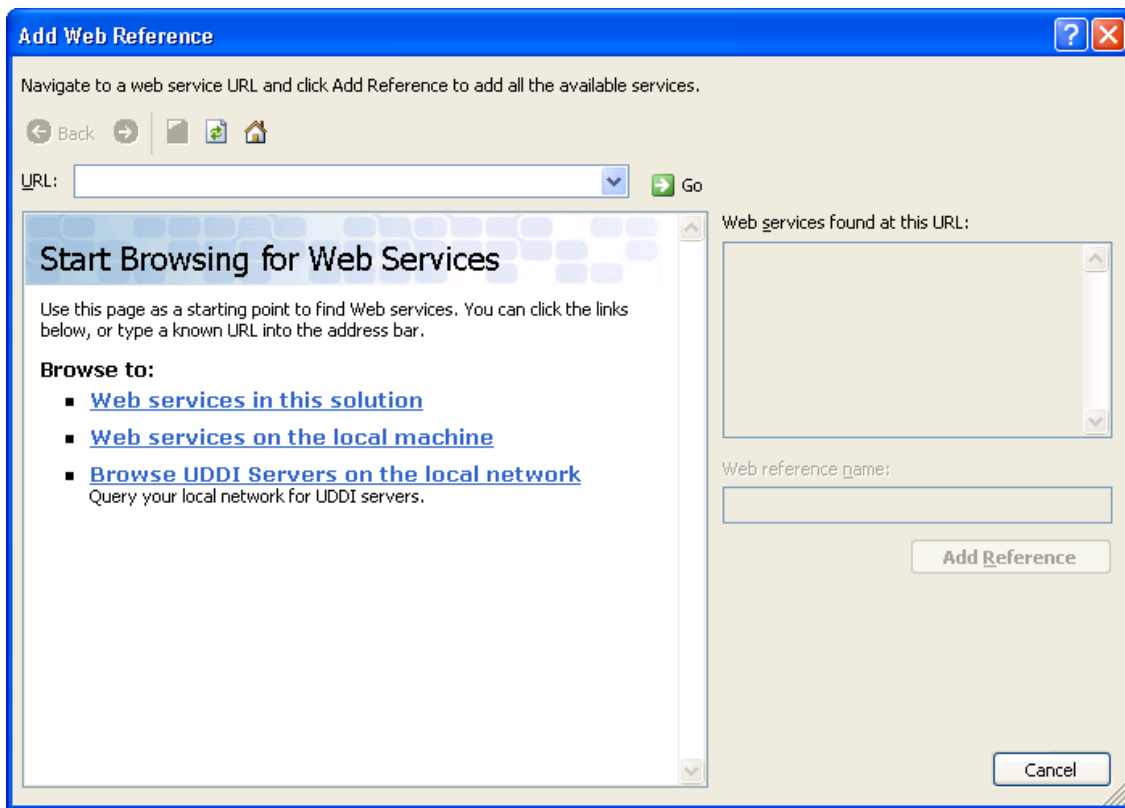 Add Web Reference
Navigate to a web service URL and click Add Reference to add all the available services.
Back
URL:
Go
Start Browsing for Web Services
Use this page as a starting point to find Web services. You can click the links
below, or type a known URL into the address bar.
Browse to:
Web services in this solution
Web services on the local machine
Browse UDDI Servers on the local network
Query your local network for UDDI servers.
Web services found at this URL:
Web reference name:
Add Reference
Cancel